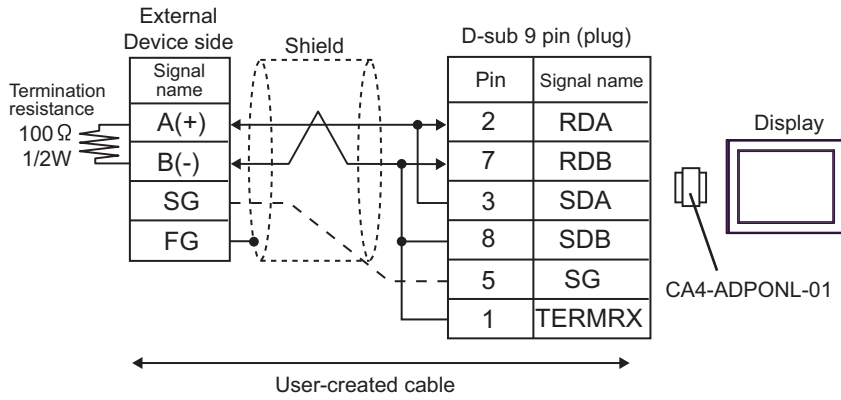 External
Device side
Shield
D-sub 9 pin (plug)
Signal
name
Pin
Signal name
Termination
resistance
100 Ω
1/2W
A(+)
2
RDA
Display
B(-)
7
RDB
SG
3
SDA
FG
8
SDB
5
SG
CA4-ADPONL-01
1
TERMRX
User-created cable